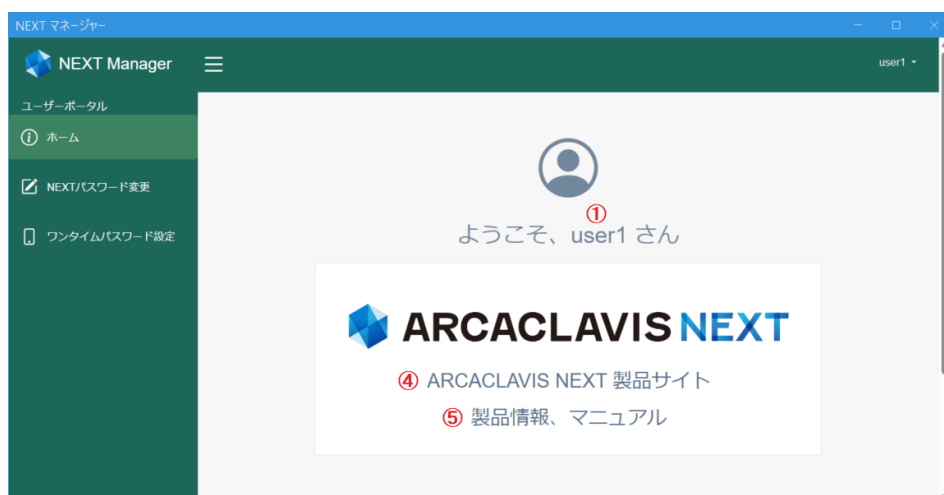 NEXT マネージャー
NEXT Manager
user1
ユーザーポータル
ホーム
NEXTパスワード変更
ワンタイムパスワード設定
①
ようこそ、user1 さん
ARCACLAVIS NEXT
④ ARCACLAVIS NEXT 製品サイト
⑤ 製品情報、マニュアル